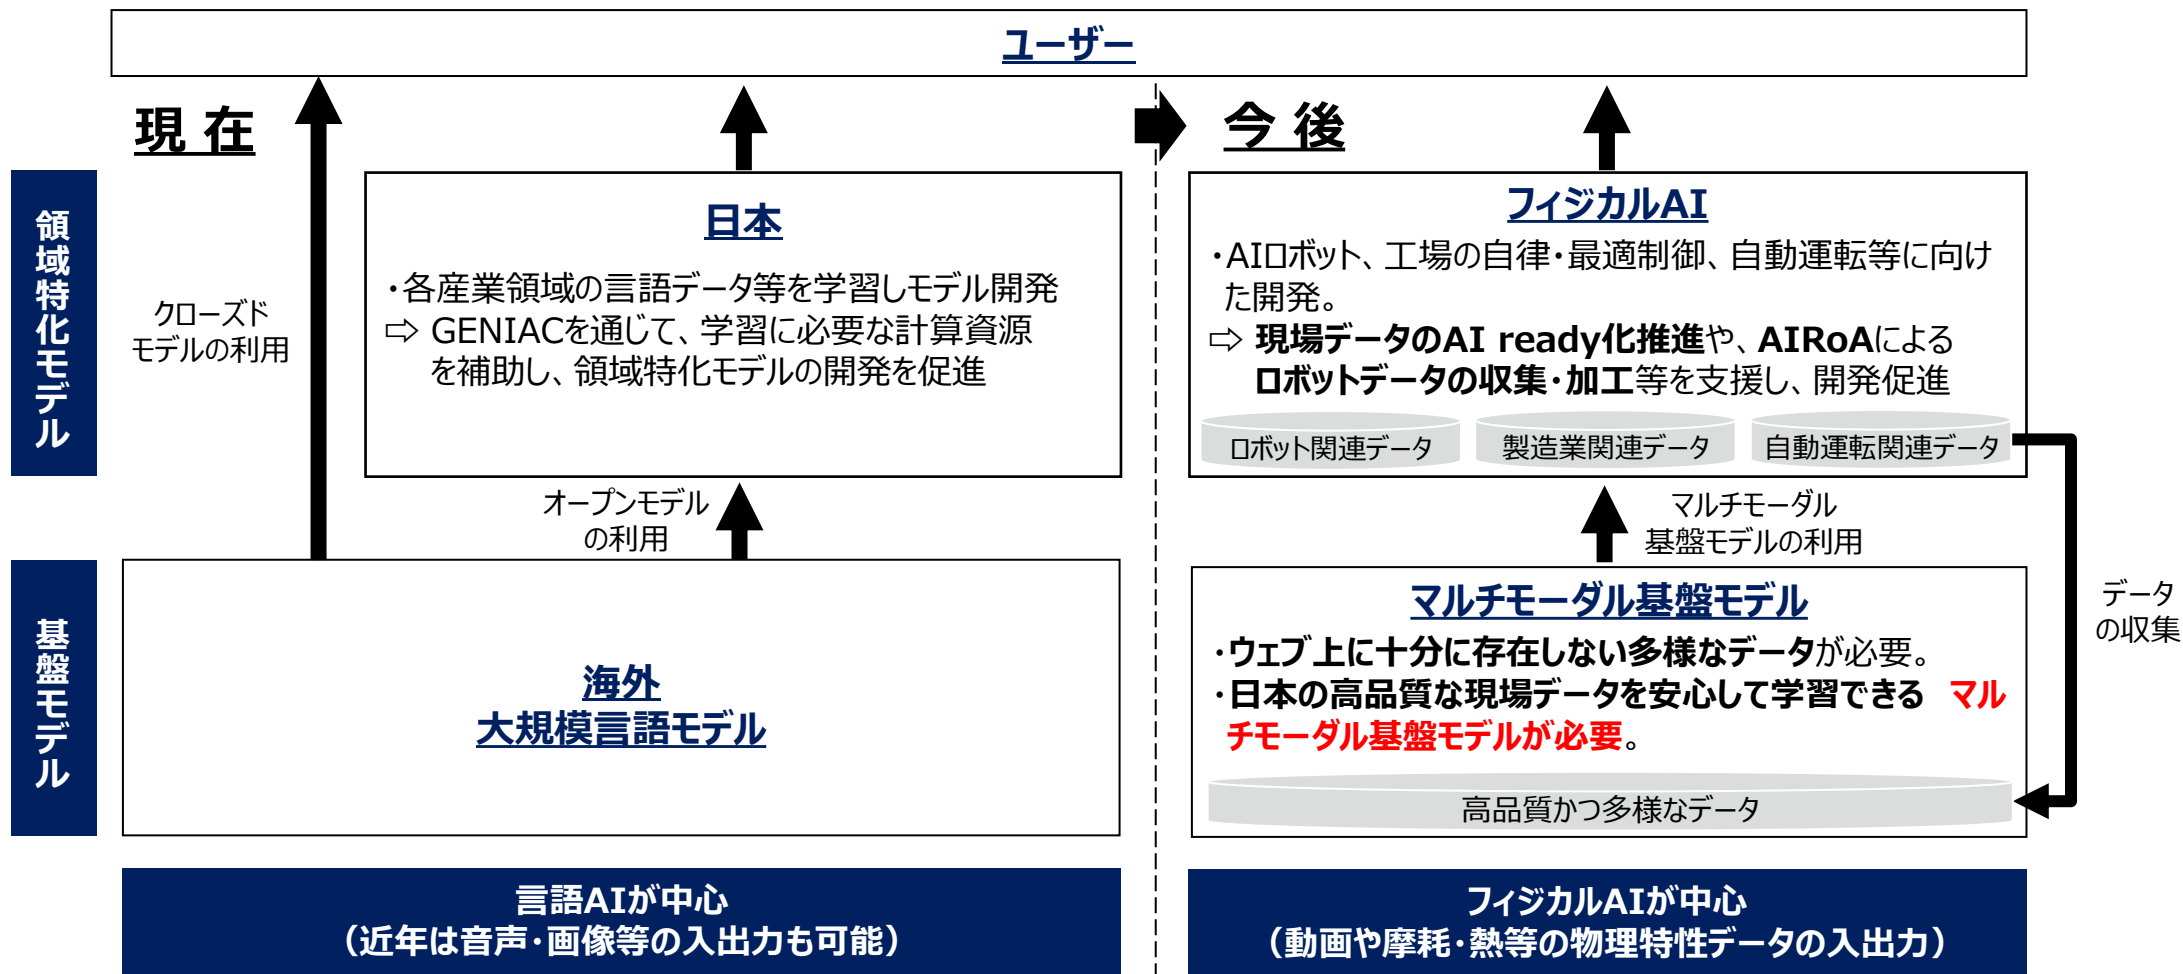 ユーザー
現 在
今 後
領域特化モデル
クローズド
モデルの利用
日本
・各産業領域の言語データ等を学習しモデル開発
⇨ GENIACを通じて、学習に必要な計算資源
を補助し、領域特化モデルの開発を促進
フィジカルAI
・AIロボット、工場の自律・最適制御、自動運転等に向け
た開発。
⇨ 現場データのAI ready化推進や、AIRoAによる
ロボットデータの収集・加工等を支援し、開発促進
ロボット関連データ
製造業関連データ
自動運転関連データ
オープンモデル
の利用
マルチモーダル
基盤モデルの利用
データ
の収集
基盤モデル
海外
大規模言語モデル
マルチモーダル基盤モデル
・ウェブ上に十分に存在しない多様なデータが必要。
・日本の高品質な現場データを安心して学習できる マル
チモーダル基盤モデルが必要。
高品質かつ多様なデータ
言語AIが中心
（近年は音声・画像等の入出力も可能）
フィジカルAIが中心
（動画や摩耗・熱等の物理特性データの入出力）